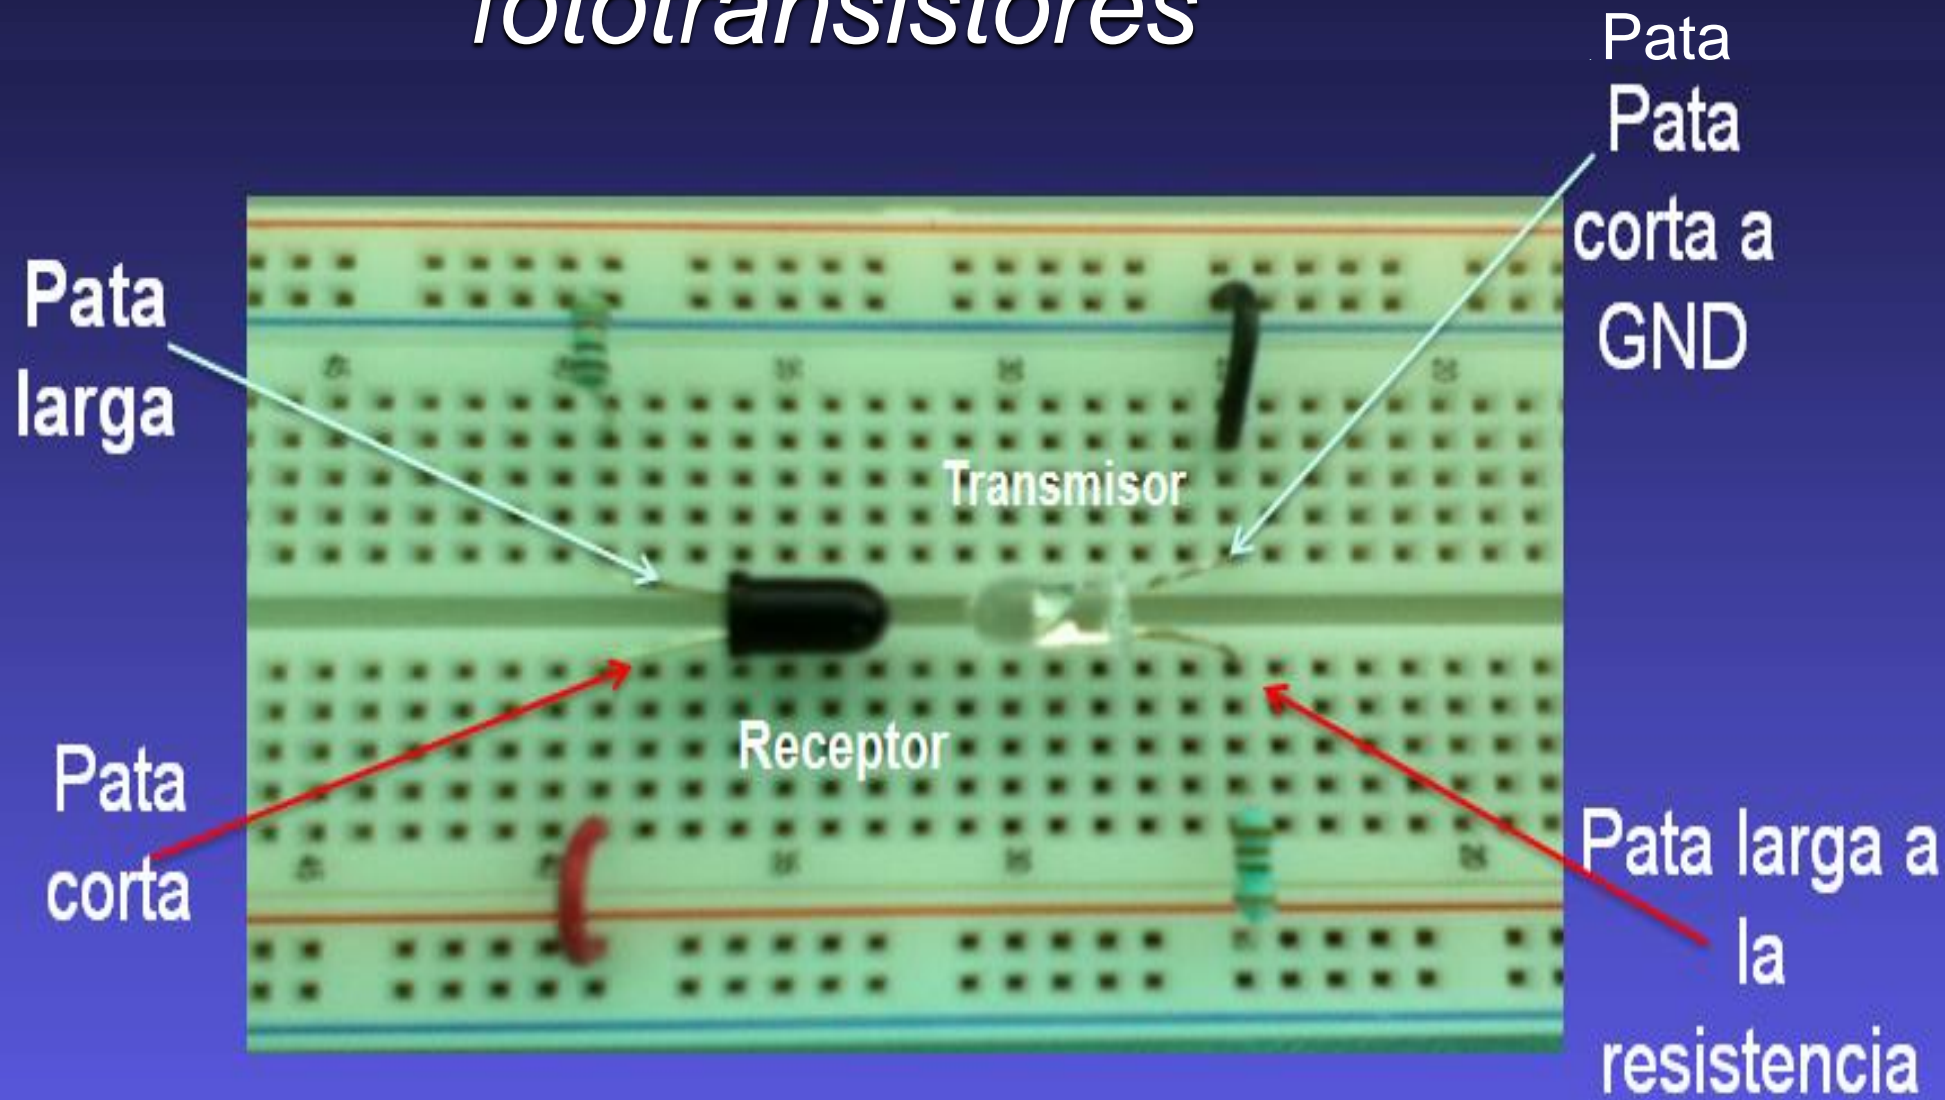 fototransistores
Pata
Pata
corta a
GND
Pata
larga
Transmisor
Receptor
Pata
corta
Pata larga a
la
resistencia